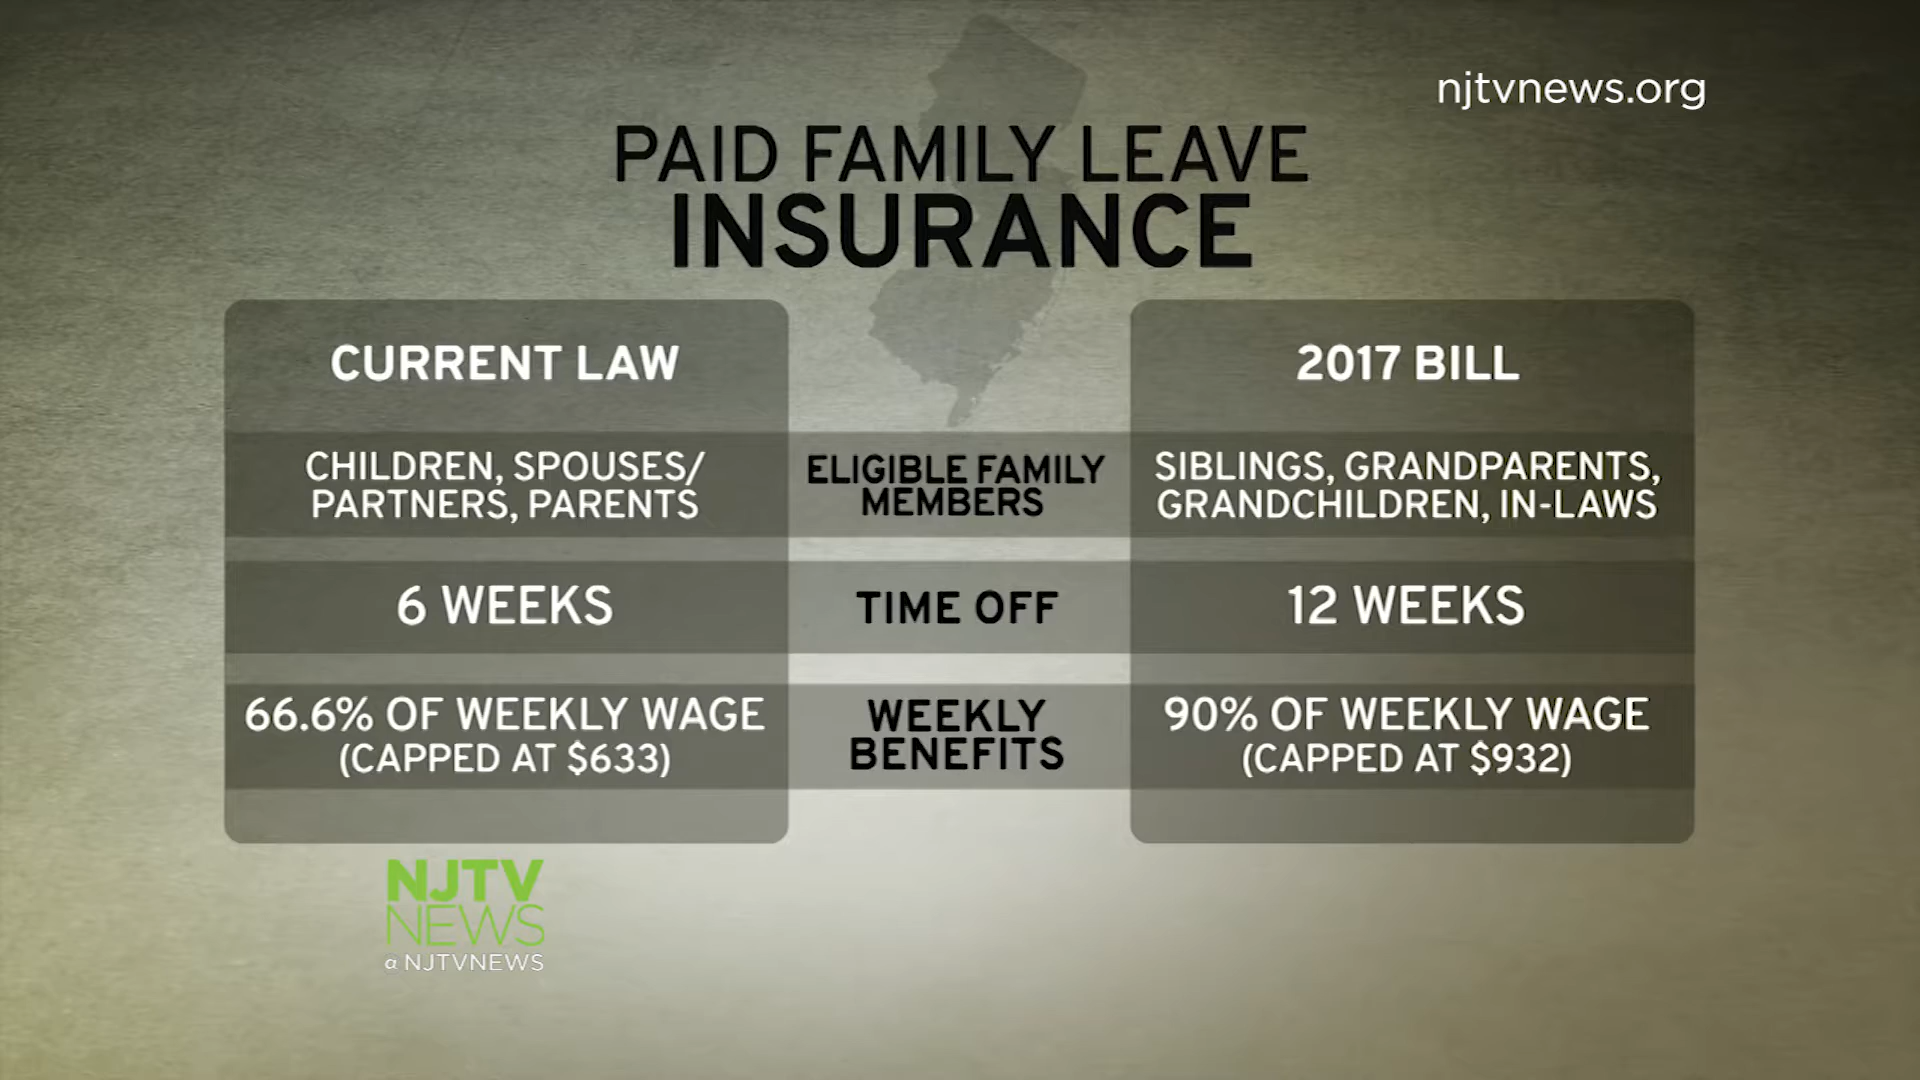 njtvnews.org
PAID FAMILY LEAVE
INSURANCE
CURRENT LAW
2017 BILL
CHILDREN, SPOUSES/
PARTNERS, PARENTS
ELIGIBLE FAMILY
MEMBERS
SIBLINGS, GRANDPARENTS,
GRANDCHILDREN, IN-LAWS
6 WEEKS
TIME OFF
12 WEEKS
66.6% OF WEEKLY WAGE
(CAPPED AT $633)
WEEKLY
BENEFITS
90% OF WEEKLY WAGE
(CAPPED AT $932)
NJTV
NEWS
@NJTVNEWS